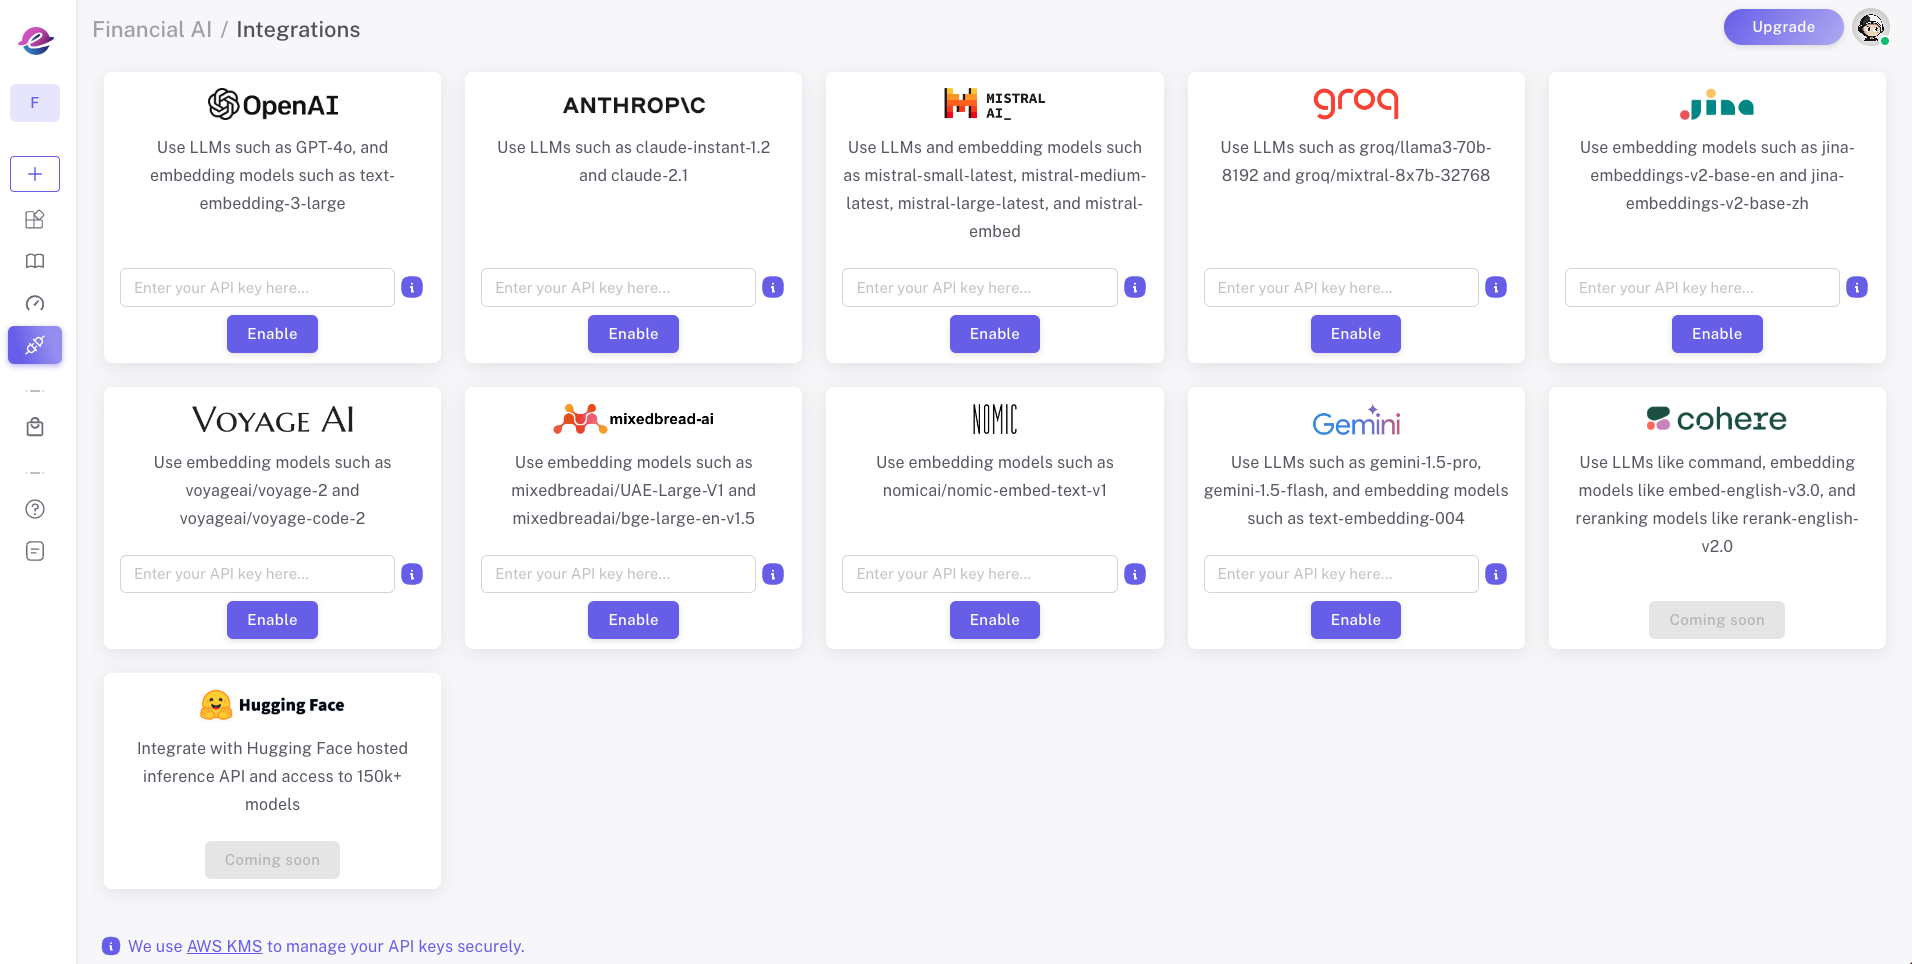 Financial AI / Integrations
Upgrade
F
OpenAI
Use LLMs such as GPT-4o, and
embedding models such as text-
embedding-3-large
Enter your API key here...
Enable
ANTHROP\C
Use LLMs such as claude-instant-1.2
and claude-2.1
Enter your API key here...
Enable
MISTRAL
AI_
Use LLMs and embedding models such
as mistral-small-latest, mistral-medium-
latest, mistral-large-latest, and mistral-
embed
Enter your API key here...
Enable
groq
Use LLMs such as groq/llama3-70b-
8192 and groq/mixtral-8x7b-32768
Enter your API key here...
Enable
Jina
Use embedding models such as jina-
embeddings-v2-base-en and jina-
embeddings-v2-base-zh
Enter your API key here...
Enable
VOYAGE AI
Use embedding models such as
voyageai/voyage-2 and
voyageai/voyage-code-2
Enter your API key here...
Enable
mixedbread-ai
Use embedding models such as
mixedbreadai/UAE-Large-V1 and
mixedbreadai/bge-large-en-v1.5
Enter your API key here...
Enable
NOMIC
Use embedding models such as
nomicai/nomic-embed-text-v1
Enter your API key here...
Enable
Gemini
Use LLMs such as gemini-1.5-pro,
gemini-1.5-flash, and embedding models
such as text-embedding-004
Enter your API key here...
Enable
cohere
Use LLMs like command, embedding
models like embed-english-v3.0, and
reranking models like rerank-english-
v2.0
Coming soon
Hugging Face
Integrate with Hugging Face hosted
inference API and access to 150k+
models
Coming soon
We use AWS KMS to manage your API keys securely.